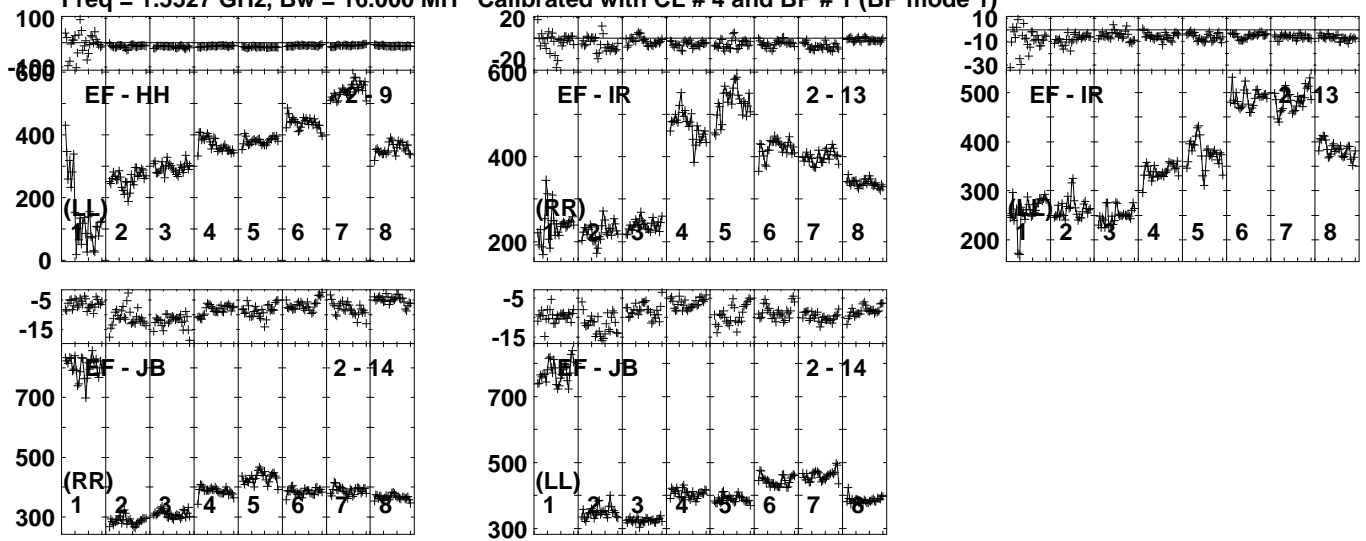 Freq = 1.5527 GHz, Bw = 16.000 MH Calibrated with CL # 4 and BP # 1 (BP mode 1)
100
-100
600
400
200
0
EF - HH
2 - 9
(LL)
1 2 3 4 5 6 7 8
20
-20
600
400
200
EF - IR
2 - 13
(RR)
1 2 3 4 5 6 7 8
10
-10
-30
500
400
300
200
EF - IR
2 - 13
(LL)
1 2 3 4 5 6 7 8
-5
-15
700
500
300
EF - JB
2 - 14
(RR)
1 2 3 4 5 6 7 8
-5
-15
700
500
300
EF - JB
2 - 14
(LL)
1 2 3 4 5 6 7 8